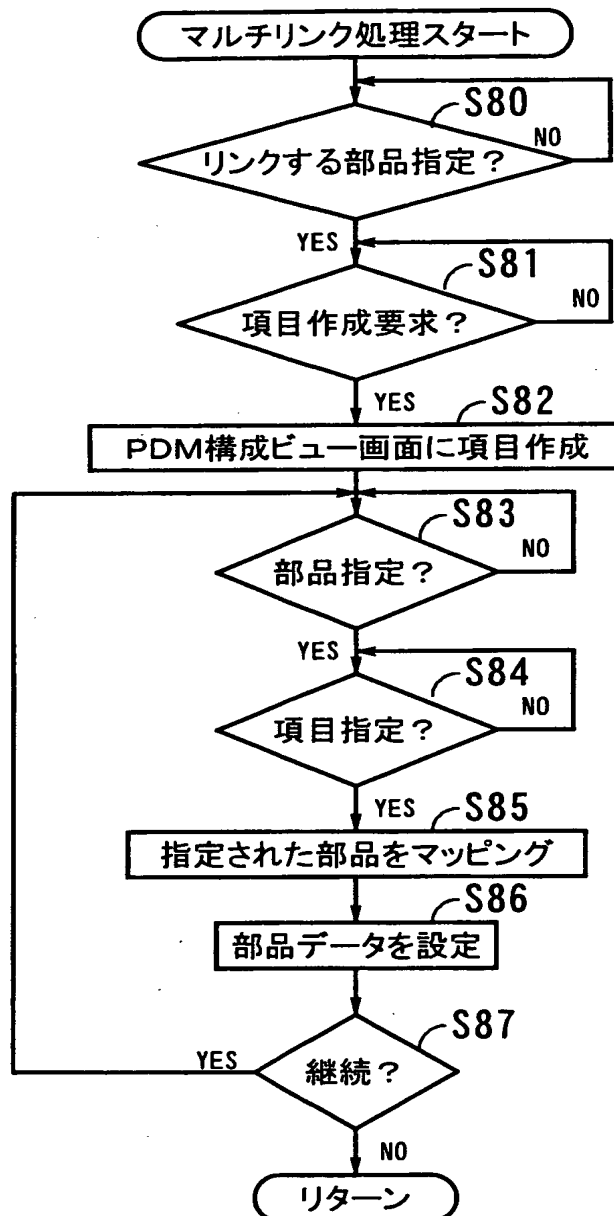 マルチリンク処理スタート
S80
リンクする部品指定？
NO
YES
S81
項目作成要求？
NO
YES
S82
PDM構成ビュー画面に項目作成
S83
部品指定？
NO
YES
S84
項目指定？
NO
YES
S85
指定された部品をマッピング
S86
部品データを設定
S87
継続？
YES
NO
リターン